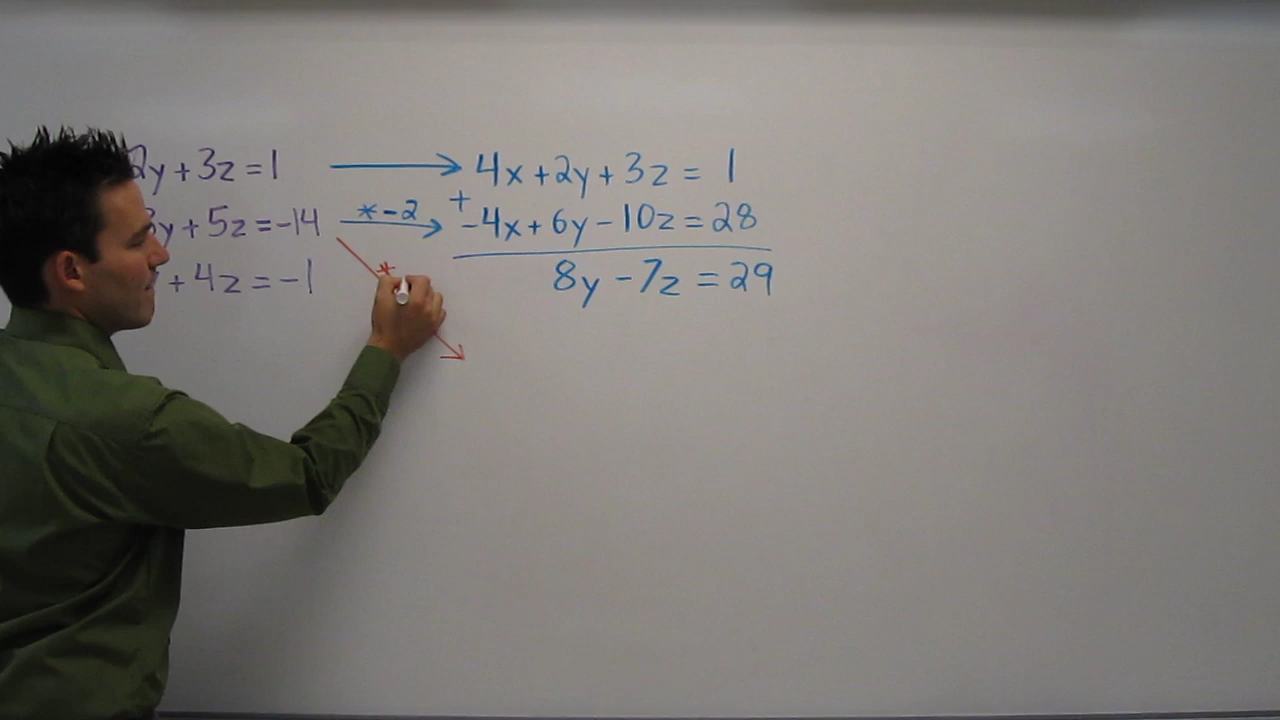 2y+3z=1 → 4x+2y+3z=1
3y+5z=-14 *-2 → + -4x+6y-10z=28
+4z=-1 * 8y-7z=29